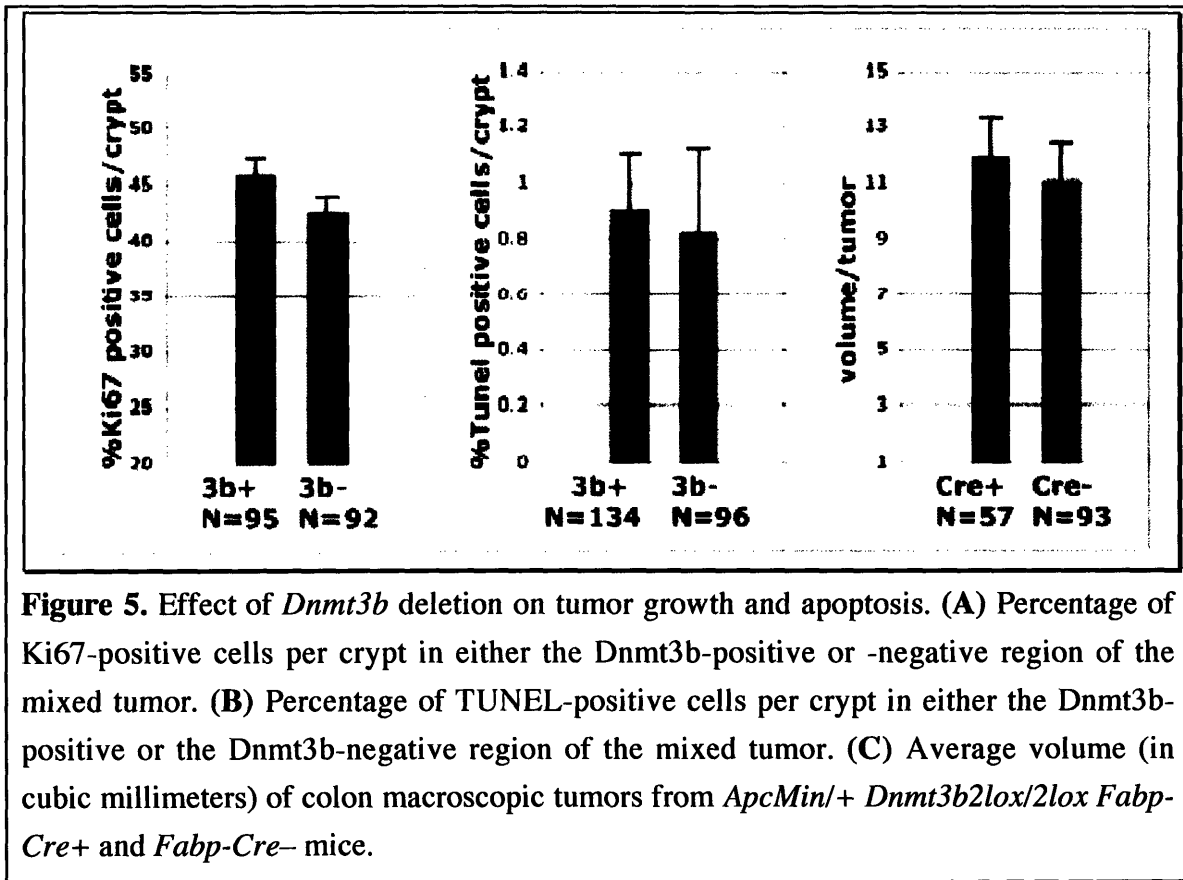 %Ki67 positive cells/crypt
55
50
45
40
35
30
25
20
3b+ 3b-
N=95 N=92
%Tunel positive cells/crypt
1.4
1.2
1
0.8
0.6
0.4
0.2
0
3b+ 3b-
N=134 N=96
volume/tumor
15
13
11
9
7
5
3
1
Cre+ Cre-
N=57 N=93
Figure 5. Effect of Dnmt3b deletion on tumor growth and apoptosis. (A) Percentage of
Ki67-positive cells per crypt in either the Dnmt3b-positive or -negative region of the
mixed tumor. (B) Percentage of TUNEL-positive cells per crypt in either the Dnmt3b-
positive or the Dnmt3b-negative region of the mixed tumor. (C) Average volume (in
cubic millimeters) of colon macroscopic tumors from ApcMin/+ Dnmt3b2lox/2lox Fabp-
Cre+ and Fabp-Cre– mice.